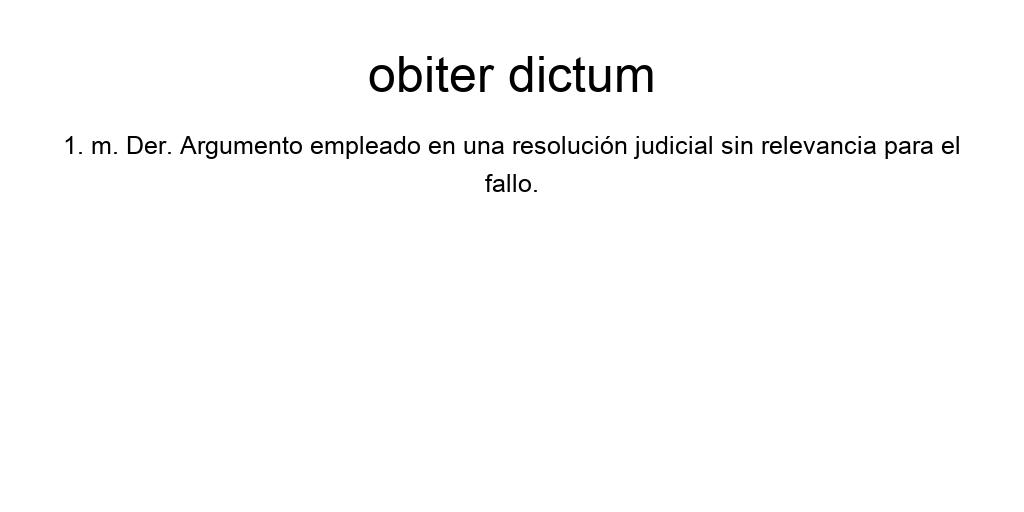 obiter dictum
1. m. Der. Argumento empleado en una resolución judicial sin relevancia para el
fallo.